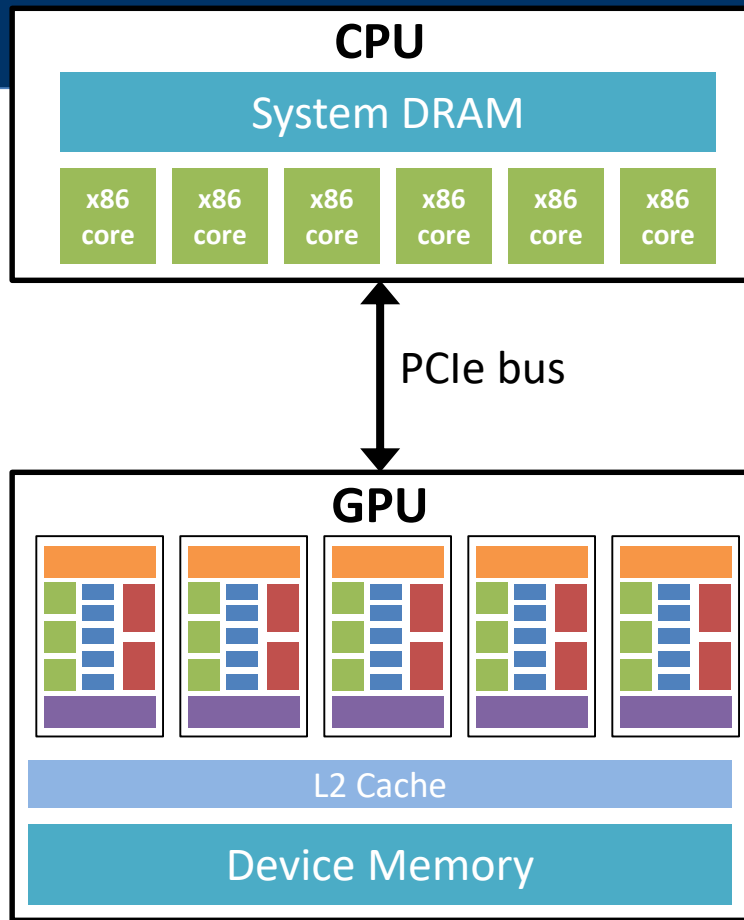 CPU
System DRAM
x86 x86 x86 x86 x86 x86
core core core core core core
PCIe bus
GPU
L2 Cache
Device Memory